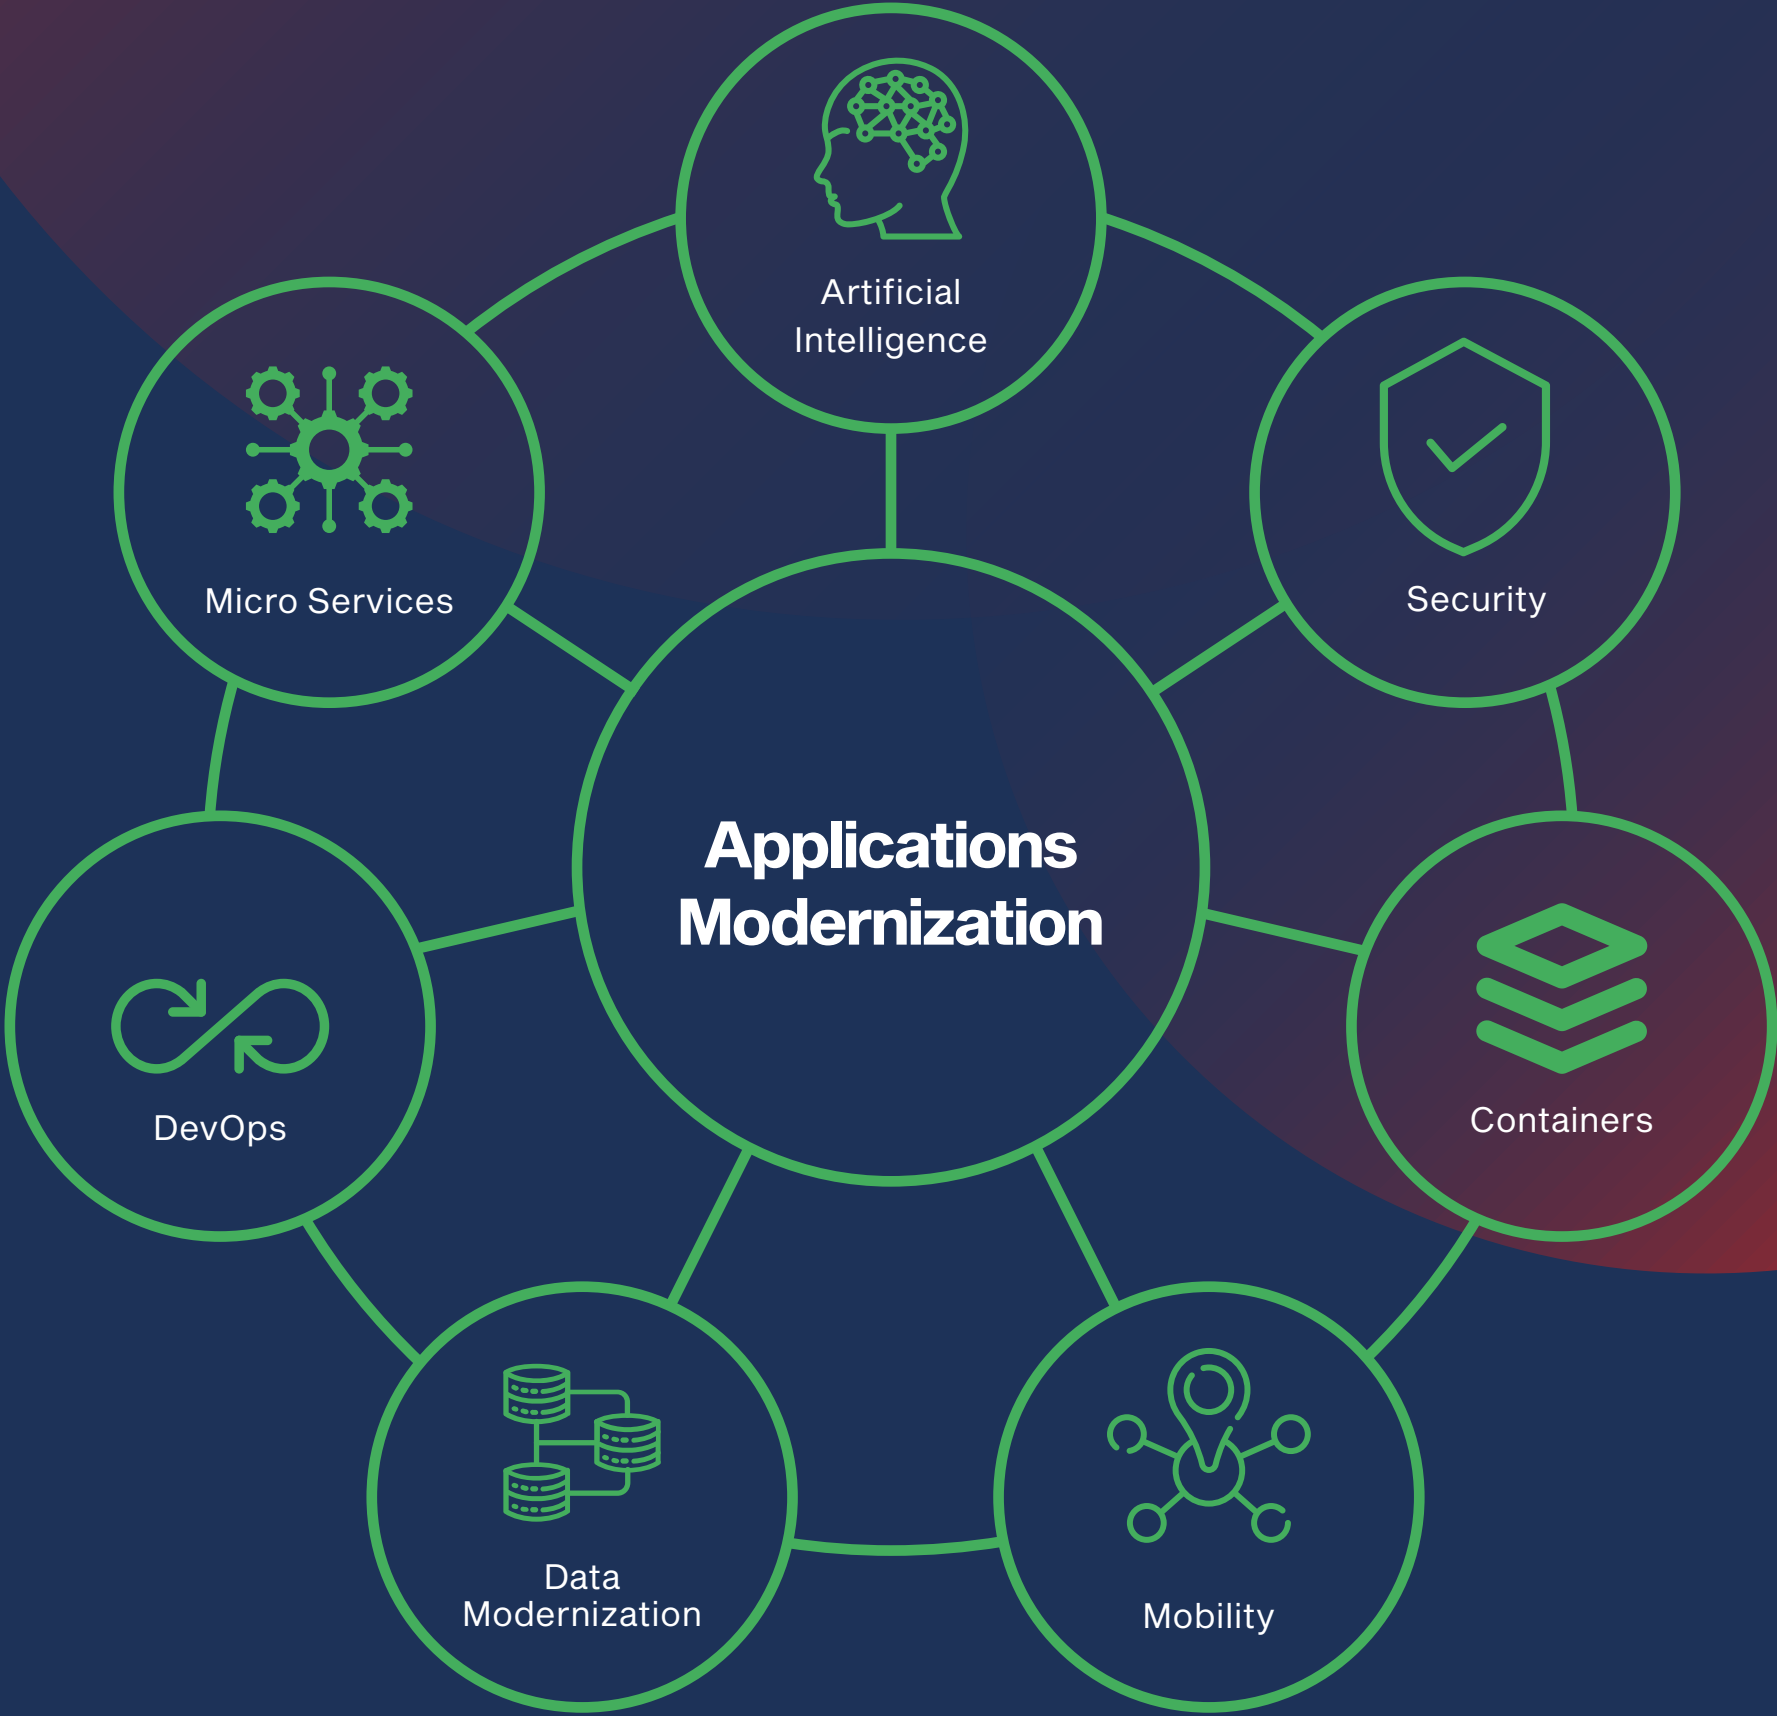 Artificial
Intelligence
Micro Services
Security
Applications
Modernization
DevOps
Containers
Data
Modernization
Mobility